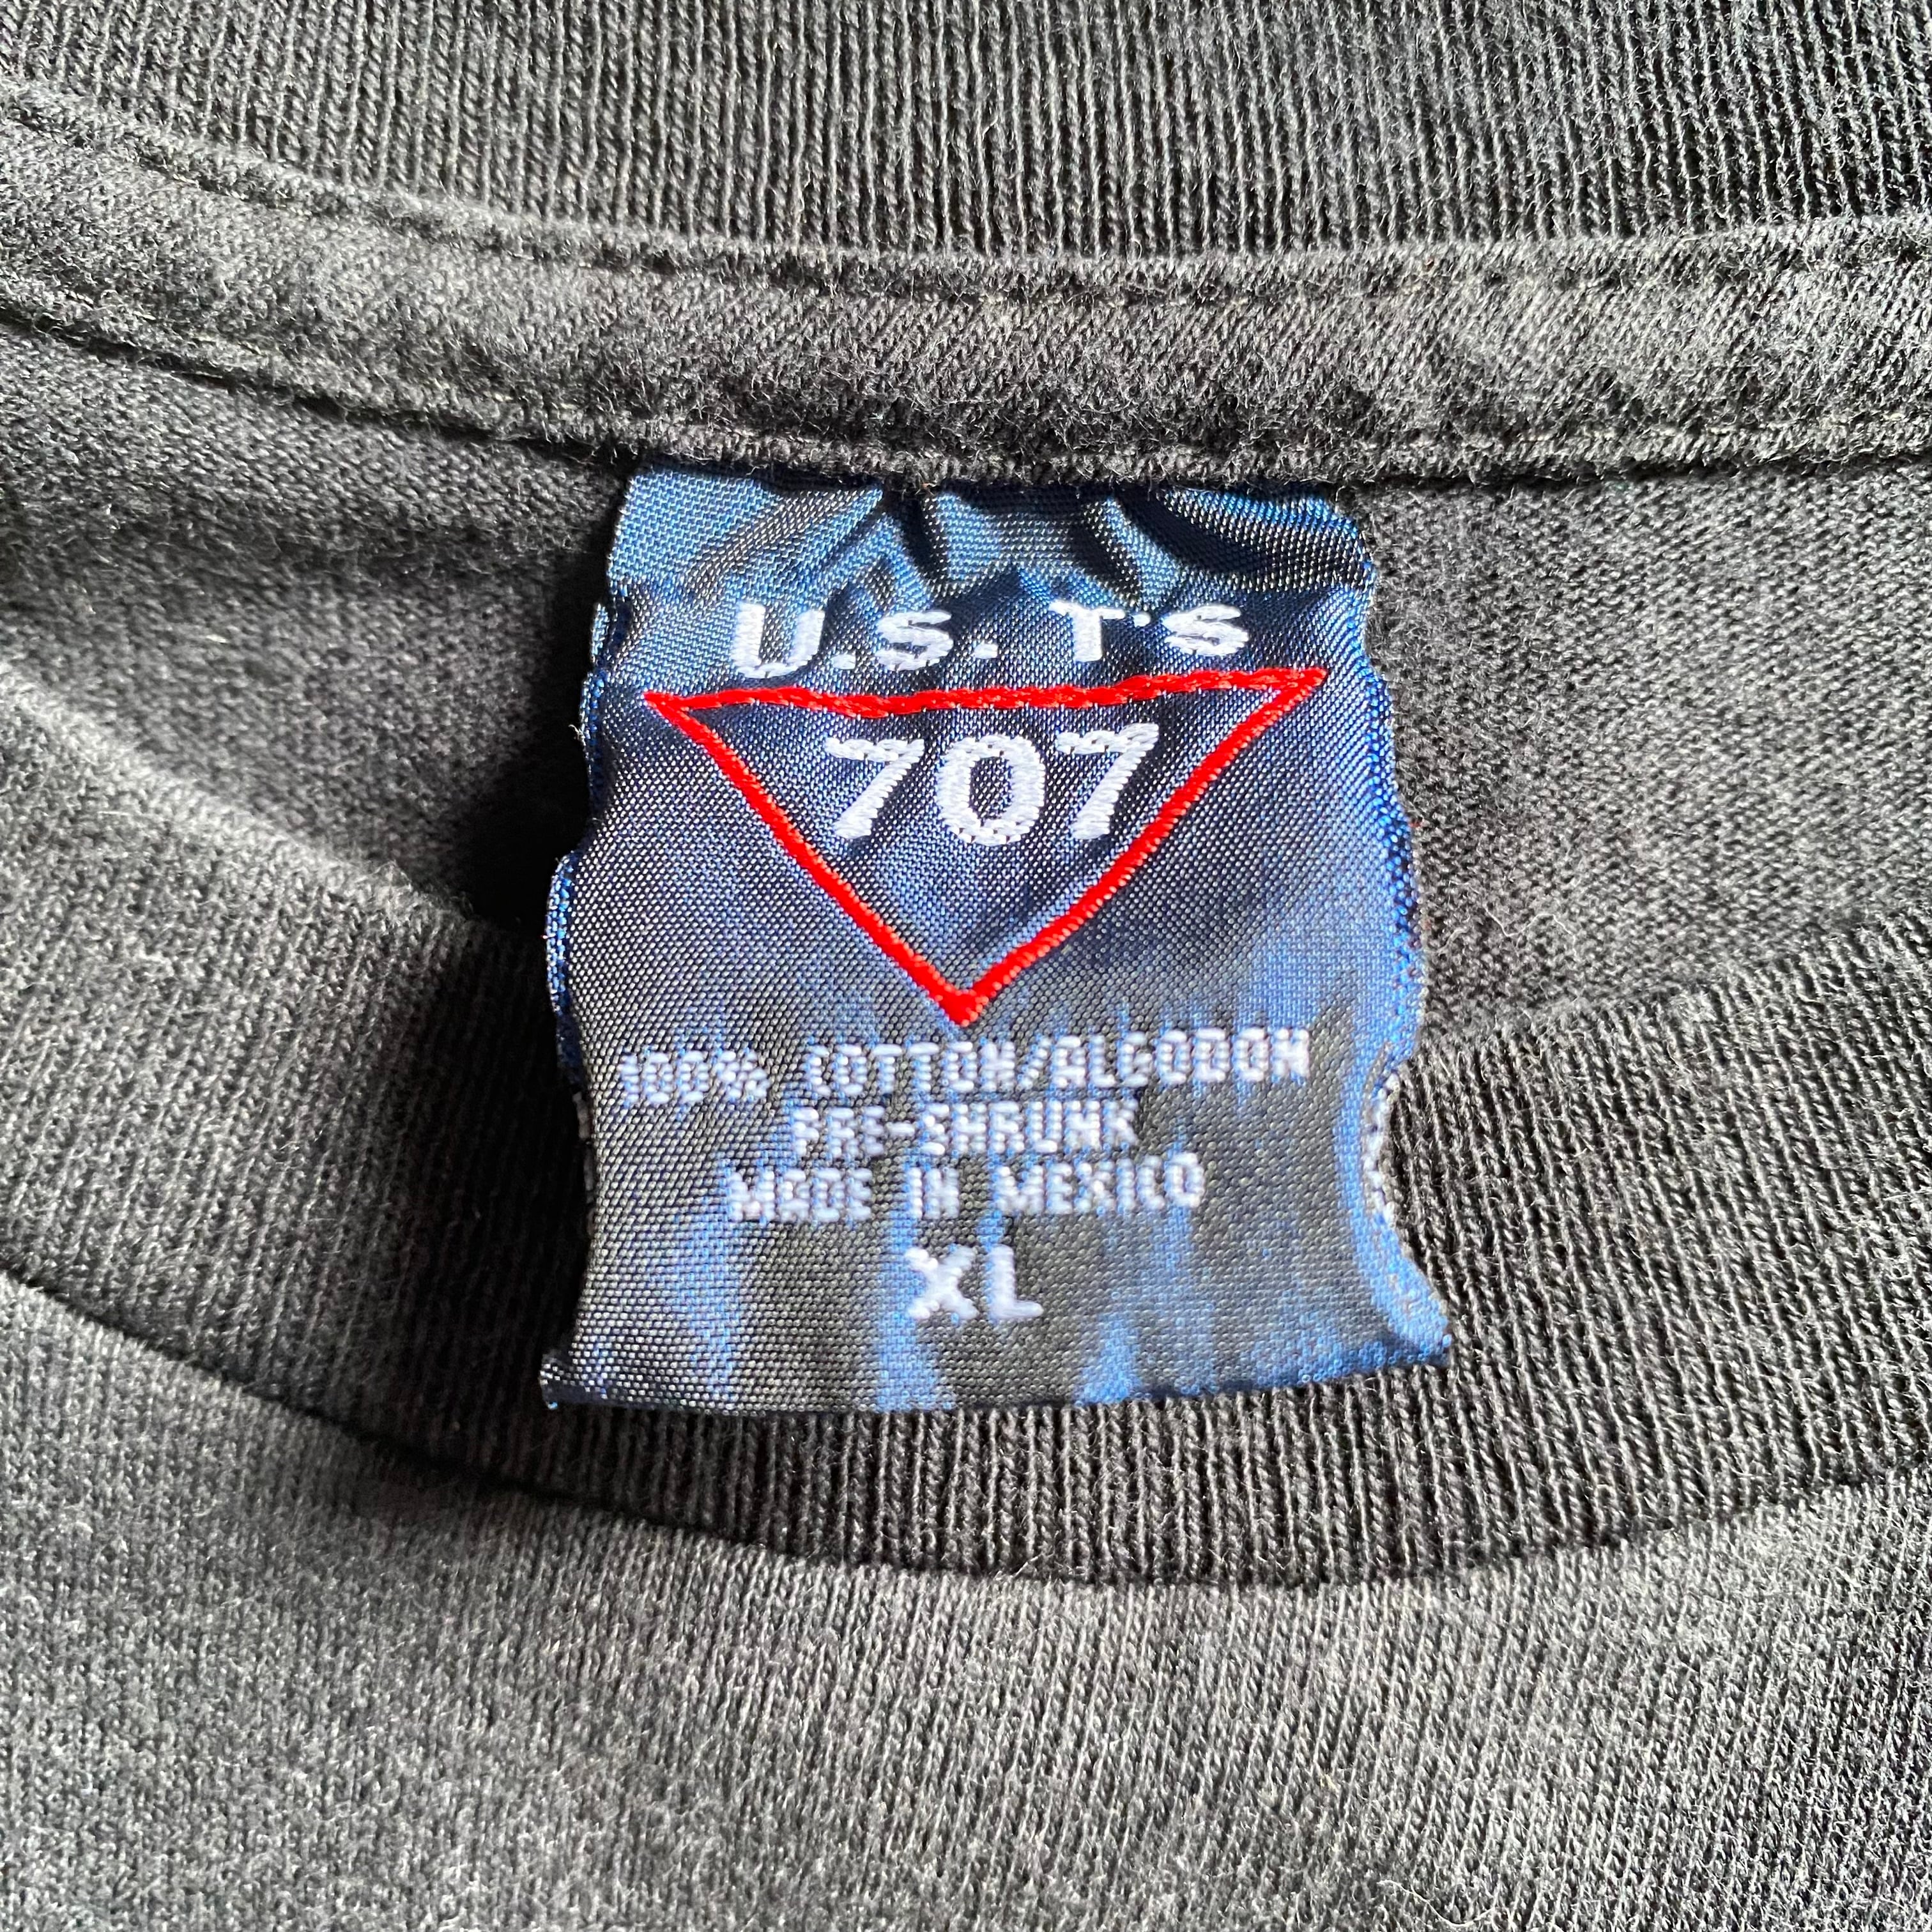 U.S. T'S
707
100% COTTON/ALGODON
PRE-SHRUNK
MADE IN MEXICO
XL